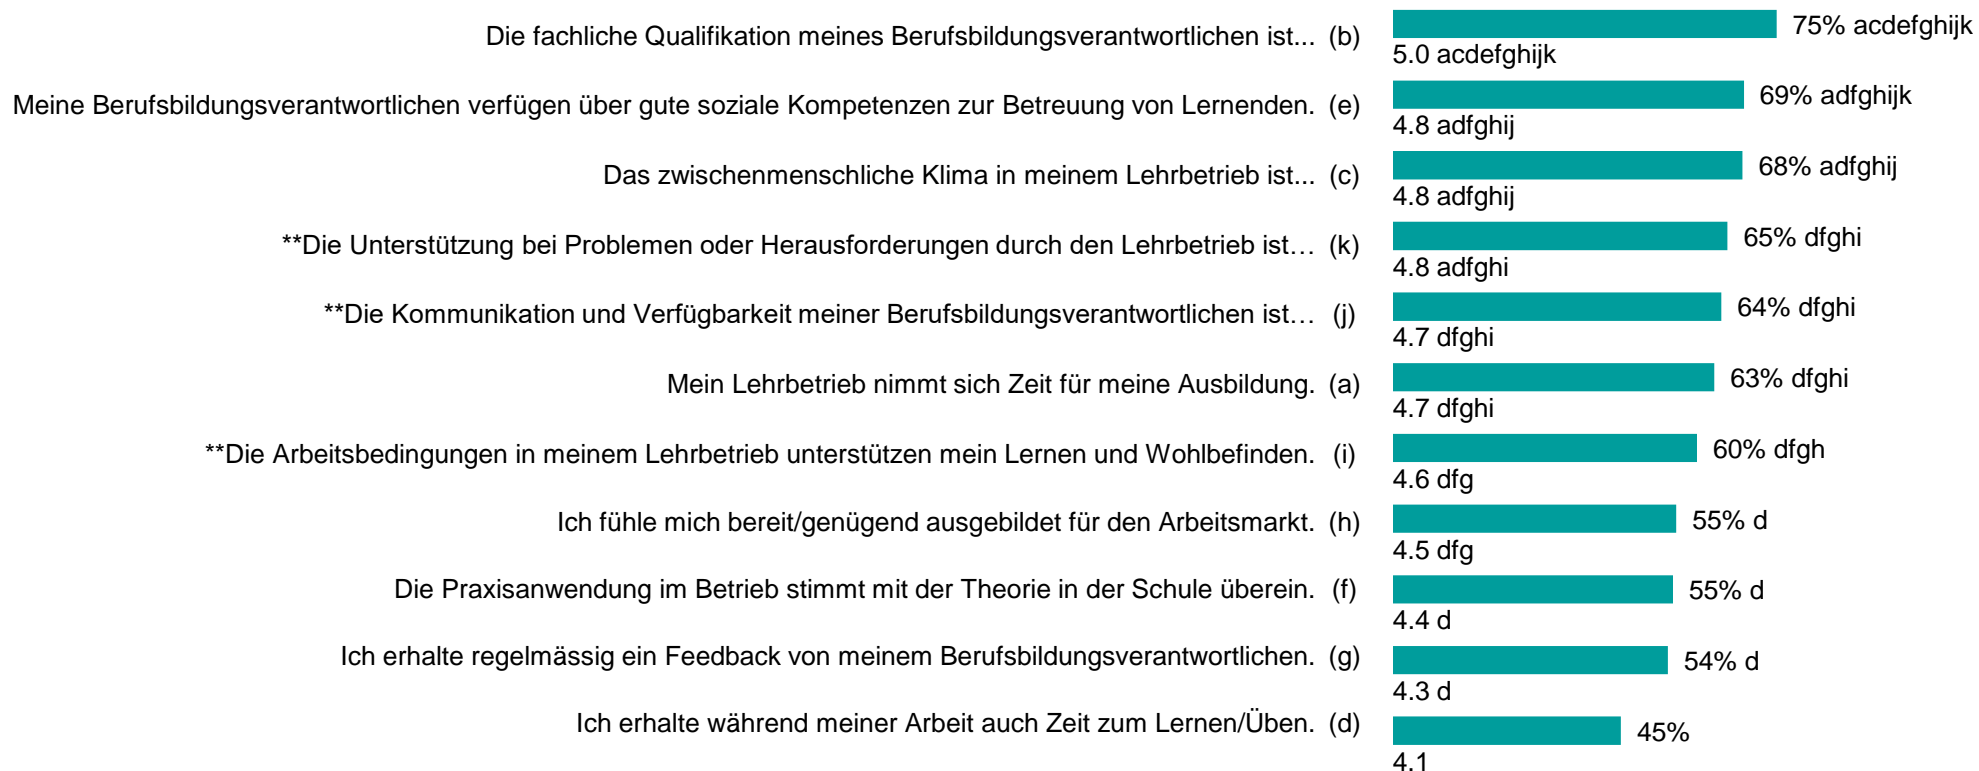 Die fachliche Qualifikation meines Berufsbildungsverantwortlichen ist... (b) 75% acdefghijk
5.0 acdefghijk
Meine Berufsbildungsverantwortlichen verfügen über gute soziale Kompetenzen zur Betreuung von Lernenden. (e) 69% adfghijk
4.8 adfghij
Das zwischenmenschliche Klima in meinem Lehrbetrieb ist... (c) 68% adfghij
4.8 adfghij
**Die Unterstützung bei Problemen oder Herausforderungen durch den Lehrbetrieb ist… (k) 65% dfghi
4.8 adfghi
**Die Kommunikation und Verfügbarkeit meiner Berufsbildungsverantwortlichen ist… (j) 64% dfghi
4.7 dfghi
Mein Lehrbetrieb nimmt sich Zeit für meine Ausbildung. (a) 63% dfghi
4.7 dfghi
**Die Arbeitsbedingungen in meinem Lehrbetrieb unterstützen mein Lernen und Wohlbefinden. (i) 60% dfgh
4.6 dfg
Ich fühle mich bereit/genügend ausgebildet für den Arbeitsmarkt. (h) 55% d
4.5 dfg
Die Praxisanwendung im Betrieb stimmt mit der Theorie in der Schule überein. (f) 55% d
4.4 d
Ich erhalte regelmässig ein Feedback von meinem Berufsbildungsverantwortlichen. (g) 54% d
4.3 d
Ich erhalte während meiner Arbeit auch Zeit zum Lernen/Üben. (d) 45%
4.1